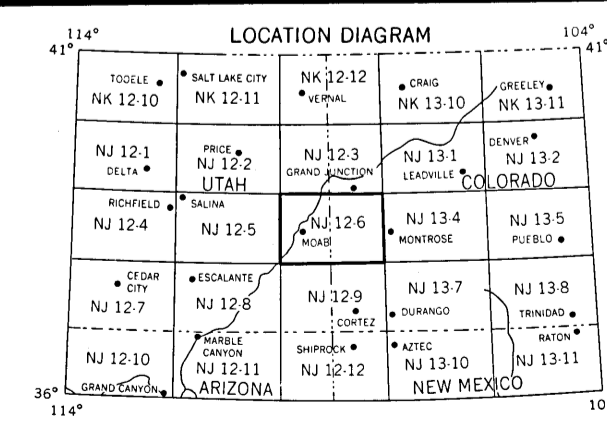 LOCATION DIAGRAM
114° 104°
41° 41°
TOOELE SALT LAKE CITY NK 12-12 CRAIG GREELEY
NK 12-10 NK 12-11 VERNAL NK 13-10 NK 13-11
NJ 12-1 PRICE NJ 12-3 NJ 13-1 DENVER
DELTA NJ 12-2 GRAND JUNCTION LEADVILLE NJ 13-2
UTAH COLORADO
RICHFIELD SALINA NJ 12-6 NJ 13-4 NJ 13-5
NJ 12-4 NJ 12-5 MOAB MONTROSE PUEBLO
CEDAR CITY ESCALANTE NJ 12-9 NJ 13-7 NJ 13-8
NJ 12-7 NJ 12-8 CORTEZ DURANGO TRINIDAD
NJ 12-10 MARBLE CANYON SHIPROCK AZTEC RATON
GRAND CANYON NJ 12-11 NJ 12-12 NJ 13-10 NJ 13-11
36° ARIZONA NEW MEXICO
114° 10